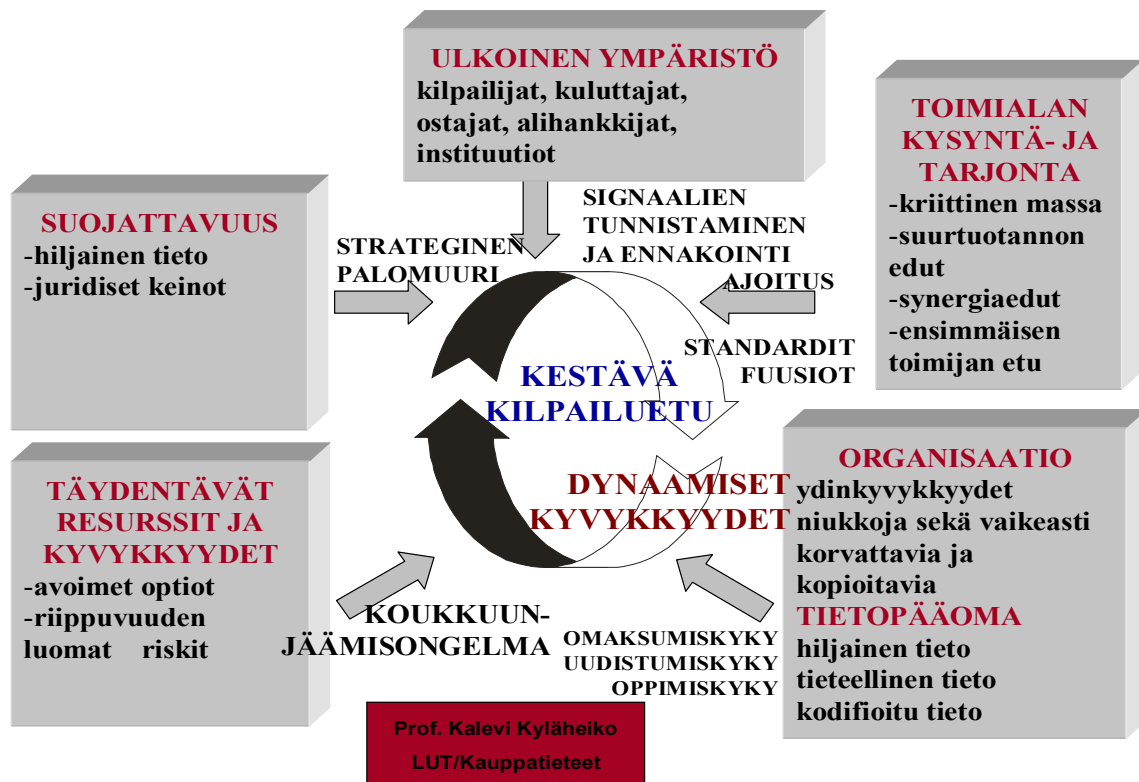 ULKOINEN YMPÄRISTÖ
kilpailijat, kuluttajat,
ostajat, alihankkijat,
instituutiot
TOIMIALAN
KYSYNTÄ- JA
TARJONTA
-kriittinen massa
-suurtuotannon
edut
-synergiaedut
-ensimmäisen
toimijan etu
SUOJATTAVUUS
-hiljainen tieto
-juridiset keinot
STRATEGINEN
PALOMUURI
SIGNAALIEN
TUNNISTAMINEN
JA ENNAKOINTI
AJOITUS
STANDARDIT
FUUSIOT
KESTÄVÄ
KILPAILUETU
DYNAAMISET
KYVYKKYYDET
TÄYDENTÄVÄT
RESURSSIT JA
KYVYKKYYDET
-avoimet optiot
-riippuvuuden
luomat riskit
KOUKKUUN-
JÄÄMISONGELMA
OMAKSUMISKYKY
UUDISTUMISKYKY
OPPIMISKYKY
ORGANISAATIO
ydinkyvykkyydet
niukkoja sekä vaikeasti
korvattavia ja
kopioitavia
TIETOPÄÄOMA
hiljainen tieto
tieteellinen tieto
kodifioitu tieto
Prof. Kalevi Kyläheiko
LUT/Kauppatieteet